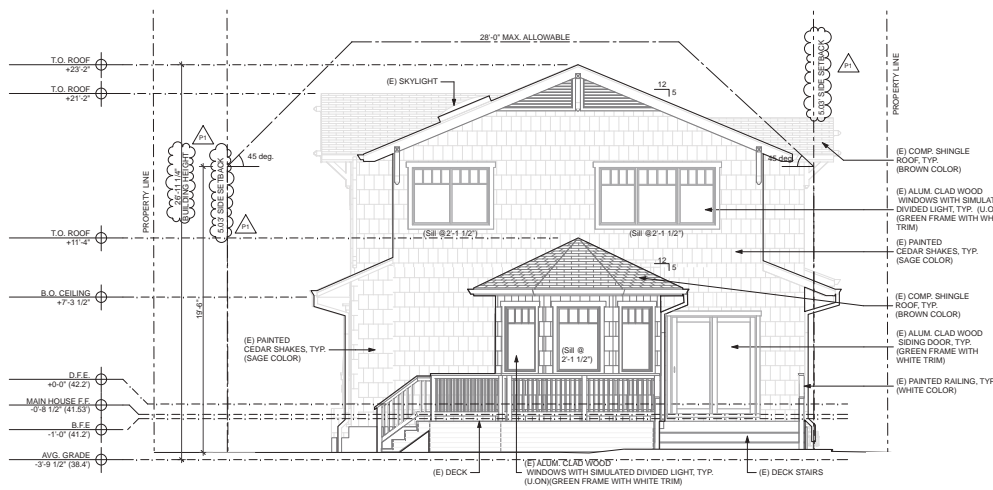 28'-0" MAX. ALLOWABLE
T.O. ROOF
+23'-2"
(E) SKYLIGHT
12
5
T.O. ROOF
+21'-2"
5.03' SIDE SETBACK
P1
PROPERTY LINE
P1
45 deg.
45 deg.
26'-11 1/4"
BUILDING HEIGHT
5.03' SIDE SETBACK
PROPERTY LINE
P1
(E) COMP. SHINGLE
ROOF, TYP.
(BROWN COLOR)
(E) ALUM. CLAD WOOD
WINDOWS WITH SIMULAT
DIVIDED LIGHT, TYP. (U.O
(GREEN FRAME WITH WH
TRIM)
(Sill @2'-1 1/2")
(Sill @2'-1 1/2")
T.O. ROOF
+11'-4"
(E) PAINTED
CEDAR SHAKES, TYP.
(SAGE COLOR)
12
5
B.O. CEILING
+7'-3 1/2"
19'-6"
(E) COMP. SHINGLE
ROOF, TYP.
(BROWN COLOR)
(E) PAINTED
CEDAR SHAKES, TYP.
(SAGE COLOR)
(Sill @
2'-1 1/2")
(E) ALUM. CLAD WOOD
SIDING DOOR, TYP.
(GREEN FRAME WITH
WHITE TRIM)
D.F.E.
+0-0" (42.2')
(E) PAINTED RAILING, TYP
(WHITE COLOR)
MAIN HOUSE F.F.
-0'-8 1/2" (41.53')
B.F.E
-1'-0" (41.2')
AVG. GRADE
-3'-9 1/2" (38.4')
(E) DECK
(E) ALUM. CLAD WOOD
WINDOWS WITH SIMULATED DIVIDED LIGHT, TYP.
(U.ON)(GREEN FRAME WITH WHITE TRIM)
(E) DECK STAIRS